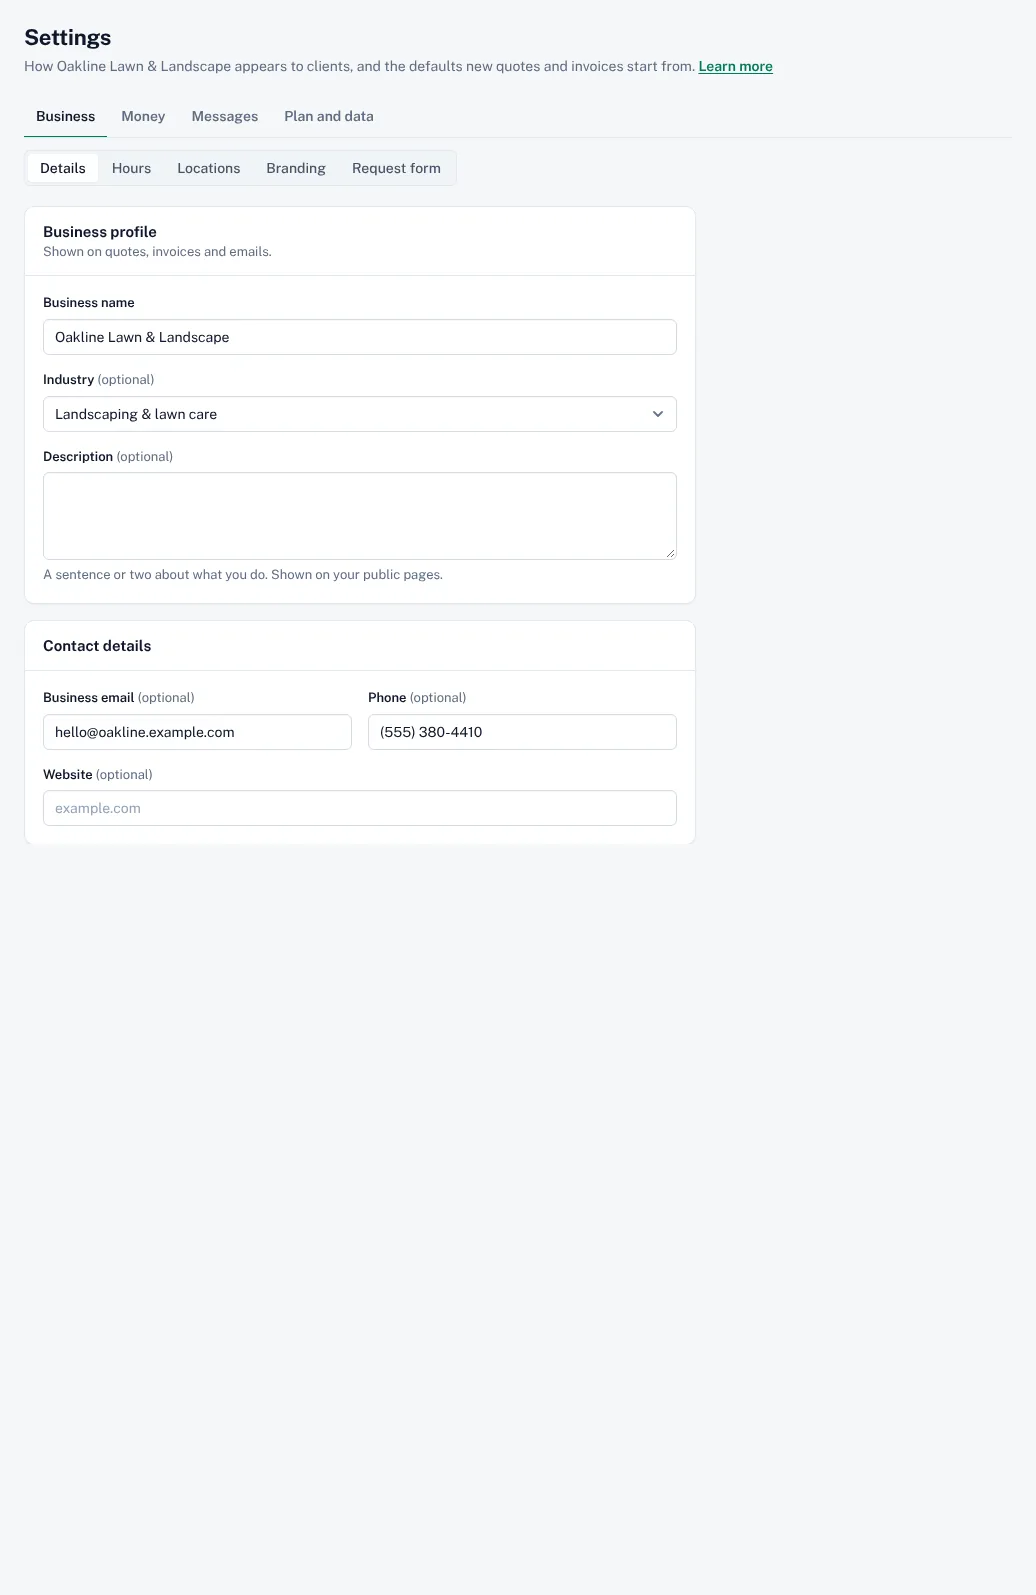 Settings
How Oakline Lawn & Landscape appears to clients, and the defaults new quotes and invoices start from. Learn more
Business Money Messages Plan and data
Details Hours Locations Branding Request form
Business profile
Shown on quotes, invoices and emails.
Business name
Oakline Lawn & Landscape
Industry (optional)
Landscaping & lawn care
Description (optional)
A sentence or two about what you do. Shown on your public pages.
Contact details
Business email (optional) Phone (optional)
hello@oakline.example.com (555) 380-4410
Website (optional)
example.com